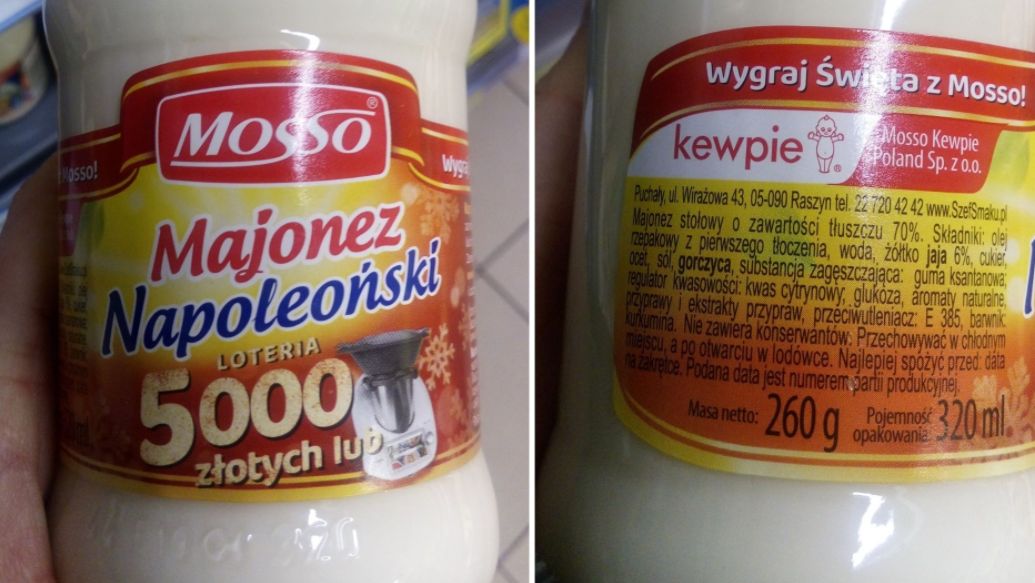 Mosso®
Mosso!
Wygraj
Majonez
Napoleoński
LOTERIA
5000
złotych lub
Wygraj Święta z Mosso!
kewpie®
Mosso Kewpie
Poland Sp. z o.o.
Puchały, ul. Wirażowa 43, 05-090 Raszyn tel. 22 720 42 42 www.SzefSmaku.pl
Majonez stołowy o zawartości tłuszczu 70%. Składniki: olej
rzepakowy z pierwszego tłoczenia, woda, żółtko jaja 6%, cukier,
ocet, sól, gorczyca, substancja zagęszczająca: guma ksantanowa;
regulator kwasowości: kwas cytrynowy, glukoza, aromaty naturalne,
przyprawy i ekstrakty przypraw, przeciwutleniacz: E 385, barwnik:
kurkumina. Nie zawiera konserwantów. Przechowywać w chłodnym
miejscu, a po otwarciu w lodówce. Najlepiej spożyć przed: data
na zakrętce. Podana data jest numerem partii produkcyjnej.
Masa netto: 260 g Pojemność
opakowania 320 ml